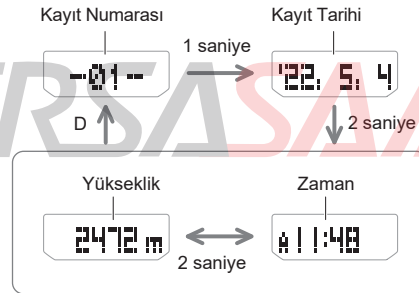 Kayıt Numarası
Kayıt Tarihi
-01--
1 saniye
'22. 5. 4
D
2 saniye
Yükseklik
Zaman
2472 m
A 11:48
2 saniye